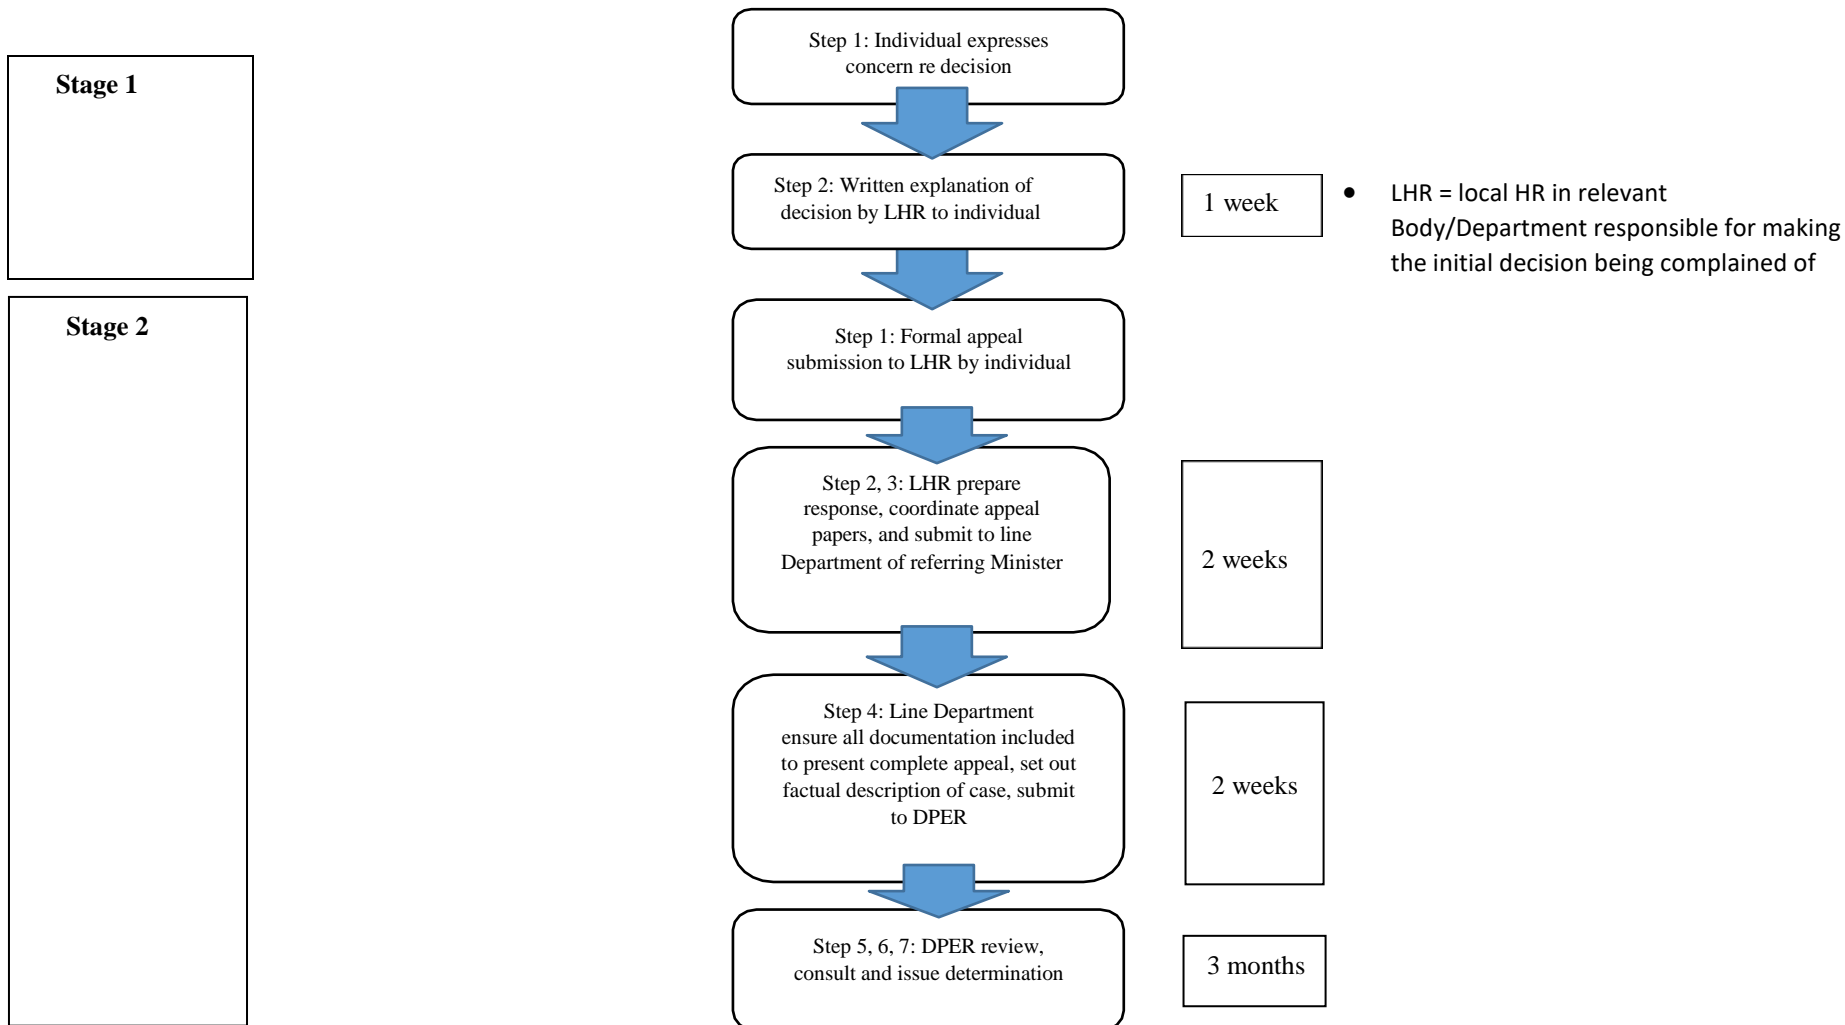 Stage 1
Step 1: Individual expresses
concern re decision
Step 2: Written explanation of
decision by LHR to individual
1 week
• LHR = local HR in relevant
Body/Department responsible for making
the initial decision being complained of
Stage 2
Step 1: Formal appeal
submission to LHR by individual
Step 2, 3: LHR prepare
response, coordinate appeal
papers, and submit to line
Department of referring Minister
2 weeks
Step 4: Line Department
ensure all documentation included
to present complete appeal, set out
factual description of case, submit
to DPER
2 weeks
Step 5, 6, 7: DPER review,
consult and issue determination
3 months